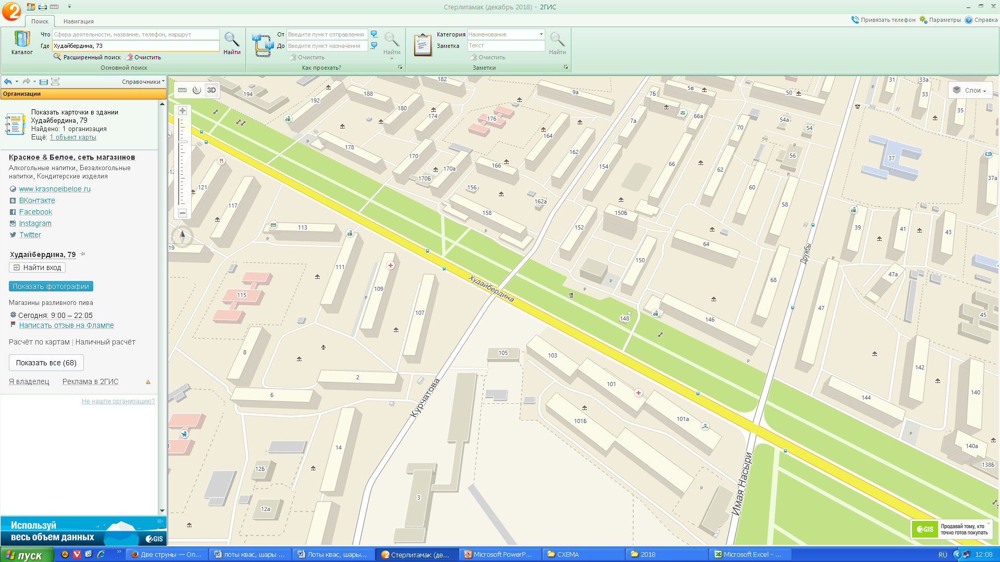 Стерлитамак (декабрь 2018) - 2ГИС
Поиск
Навигация
Привязать телефон
Параметры
Справка
Каталог
Что
Сфера деятельности, название, телефон, маршрут
Где
Худайбердина, 73
Расширенный поиск
Очистить
Найти
Основной поиск
От
Введите пункт отправления
До
Введите пункт назначения
Очистить
Найти
Как проехать?
Категория
Наименование
Заметка
Текст
Очистить
Найти
Заметки
Справочники
Организации
Показать карточки в здании
Худайбердина, 79
Найдено: 1 организация
Ещё: 1 объект карты
Красное & Белое, сеть магазинов
Алкогольные напитки, Безалкогольные
напитки, Кондитерские изделия
www.krasnoeibeloe.ru
ВКонтакте
Facebook
Instagram
Twitter
Худайбердина, 79
Найти вход
Показать фотографии
Магазины разливного пива
Сегодня: 9:00 – 22:05
Написать отзыв на Флампе
Расчёт по картам | Наличный расчёт
Показать все (68)
Я владелец
Реклама в 2ГИС
Не нашли организацию?
Используй
весь объем данных
18+
2GIS
3D
Слои
194
192
188
182
180
174
176
9а
7Б
5в
50
31
33а
33
35
66а
7а
70
54а
54
178
170
170а
170Б
166
164
162
154
66
62
56
60
58
37
37а
121
117
113
156
158
162а
152
150Б
150
64
39
41
43
19
111
109
107
115
Худайбердина
148
146
68
47
47а
45
Дружбы
8
2
6
105
103
101
101а
101Б
142
144
140
140а
138Б
Курчатова
14
12Б
12а
3
Имая Насыри
2GIS
Продавай тому, кто
точно готов покупать
пуск
Две струны — Ол...
лоты квас, шары ...
Лоты квас, шары...
Стерлитамак (де...
Microsoft PowerP...
СХЕМА
2018
Microsoft Excel - ...
RU
12:08